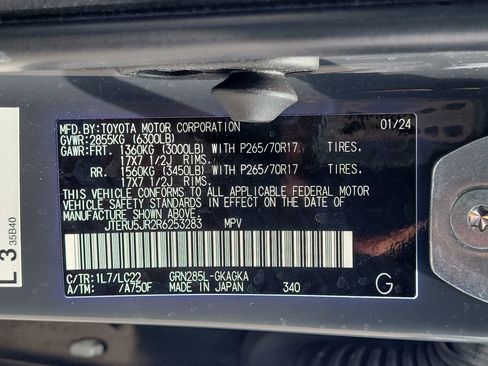 MFD. BY: TOYOTA MOTOR CORPORATION 01/24
GVWR: 2855KG (6300LB)
GAWR: FRT. 1360KG (3000LB) WITH P265/70R17 TIRES.
17X7 1/2J RIMS.
RR. 1560KG (3450LB) WITH P265/70R17 TIRES.
17X7 1/2J RIMS.
THIS VEHICLE CONFORMS TO ALL APPLICABLE FEDERAL MOTOR
VEHICLE SAFETY STANDARDS IN EFFECT ON THE DATE OF
MANUFACTURE SHOWN ABOVE.
JTERU5JR2R6253283 MPV
C/TR: 1L7/LC22 GRN285L-GKAGKA
A/TM: /A750F MADE IN JAPAN 340 G
L 3 35B40